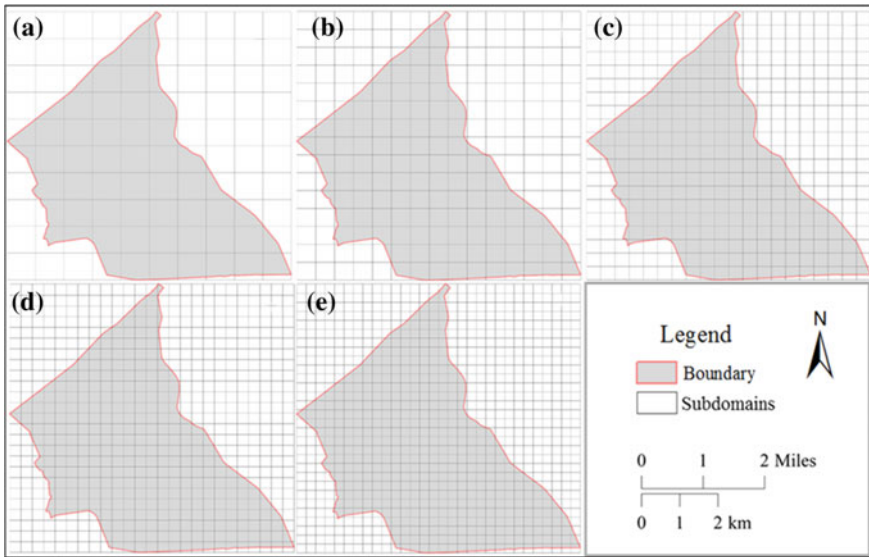 (a)
(b)
(c)
(d)
(e)
N
Legend
Boundary
Subdomains
0 1 2 Miles
0 1 2 km